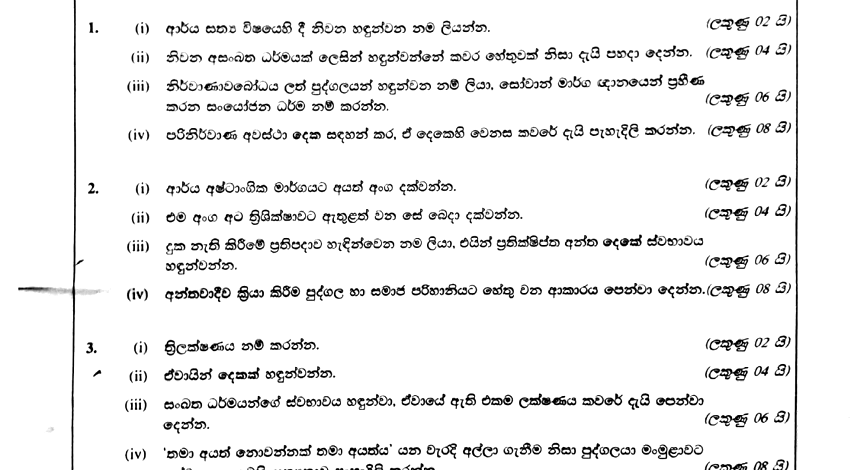 1. (i) ආර්ය සත්‍ය විෂයෙහි දී නිවන හඳුන්වන නම ලියන්න. (ලකුණු 02 යි)
(ii) නිවන අසංඛත ධර්මයක් ලෙසින් හඳුන්වන්නේ කවර හේතුවක් නිසා දැයි පහදා දෙන්න. (ලකුණු 04 යි)
(iii) නිර්වාණාවබෝධය ලත් පුද්ගලයන් හඳුන්වන නම් ලියා, සෝවාන් මාර්ග ඥානයෙන් ප්‍රහීණ
කරන සංයෝජන ධර්ම නම් කරන්න. (ලකුණු 06 යි)
(iv) පරිනිර්වාණ අවස්ථා දෙක සඳහන් කර, ඒ දෙකෙහි වෙනස කවරේ දැයි පැහැදිලි කරන්න. (ලකුණු 08 යි)
2. (i) ආර්ය අෂ්ටාංගික මාර්ගයට අයත් අංග දක්වන්න. (ලකුණු 02 යි)
(ii) එම අංග අට ත්‍රිශික්ෂාවට ඇතුළත් වන සේ බෙදා දක්වන්න. (ලකුණු 04 යි)
(iii) දුක නැති කිරීමේ ප්‍රතිපදාව හැඳින්වෙන නම ලියා, එයින් ප්‍රතික්ෂිප්ත අන්ත දෙකේ ස්වභාවය
හඳුන්වන්න. (ලකුණු 06 යි)
(iv) අන්තවාදීව ක්‍රියා කිරීම පුද්ගල හා සමාජ පරිහානියට හේතු වන ආකාරය පෙන්වා දෙන්න. (ලකුණු 08 යි)
3. (i) ත්‍රිලක්ෂණය නම් කරන්න. (ලකුණු 02 යි)
(ii) ඒවායින් දෙකක් හඳුන්වන්න. (ලකුණු 04 යි)
(iii) සංඛත ධර්මයන්ගේ ස්වභාවය හඳුන්වා, ඒවායේ ඇති එකම ලක්ෂණය කවරේ දැයි පෙන්වා
දෙන්න. (ලකුණු 06 යි)
(iv) 'තමා අයත් නොවන්නක් තමා අයත්ය' යන වැරදි අල්ලා ගැනීම නිසා පුද්ගලයා මංමුළාවට
(ලකුණු 08 යි)